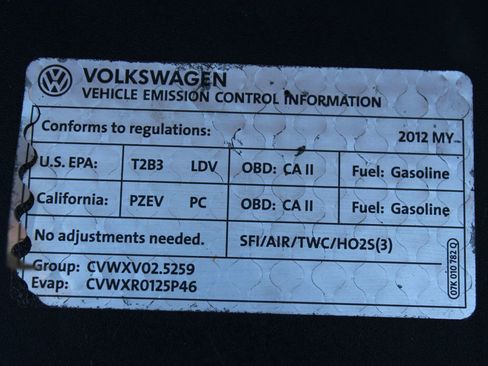 VOLKSWAGEN
VEHICLE EMISSION CONTROL INFORMATION
Conforms to regulations: 2012 MY
U.S. EPA: T2B3 LDV OBD: CA II Fuel: Gasoline
California: PZEV PC OBD: CA II Fuel: Gasoline
No adjustments needed. SFI/AIR/TWC/HO2S(3)
Group: CVWXV02.5259
Evap: CVWXR0125P46
07K 010 782 Q